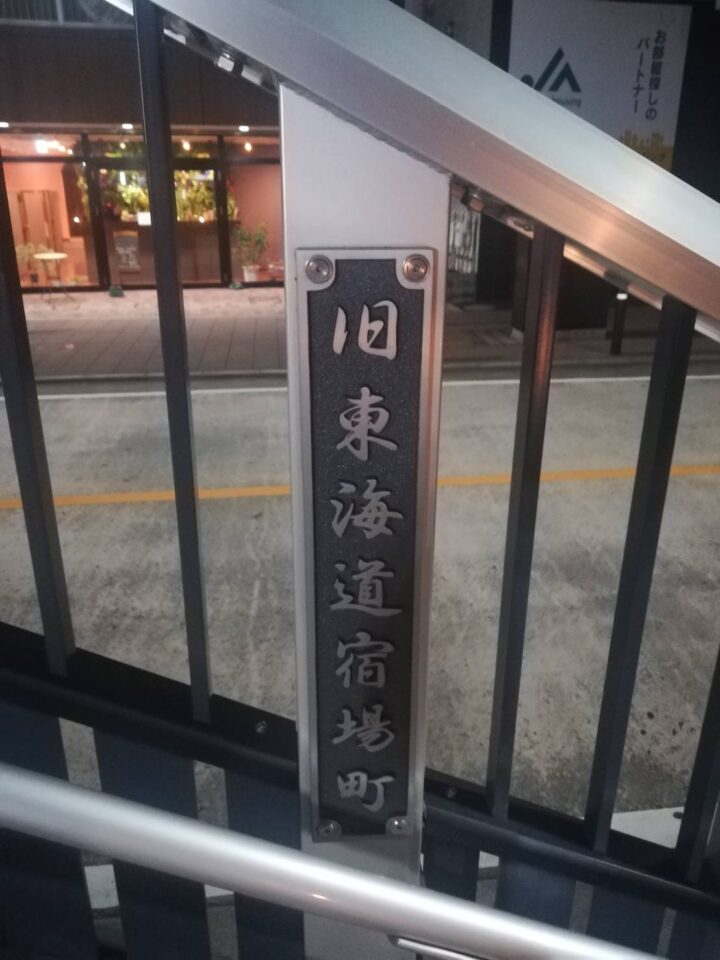 旧東海道宿場町
お部屋探しの
パートナー